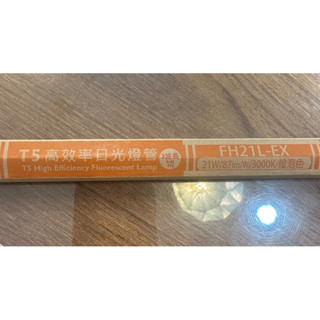 T5高效率日光燈管
T5 High Efficiency Fluorescent Lamp
FH21L-EX
21W/87lm/W/3000K/燈泡色